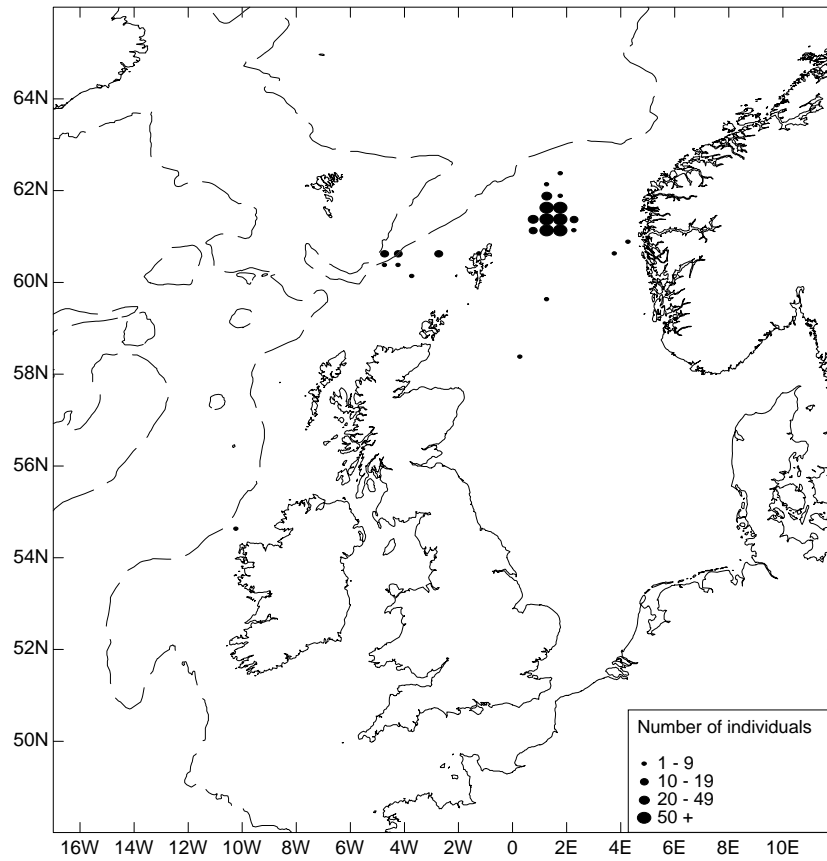 64N
62N
60N
58N
56N
54N
52N
50N
Number of individuals
1 - 9
10 - 19
20 - 49
50 +
16W 14W 12W 10W 8W 6W 4W 2W 0 2E 4E 6E 8E 10E